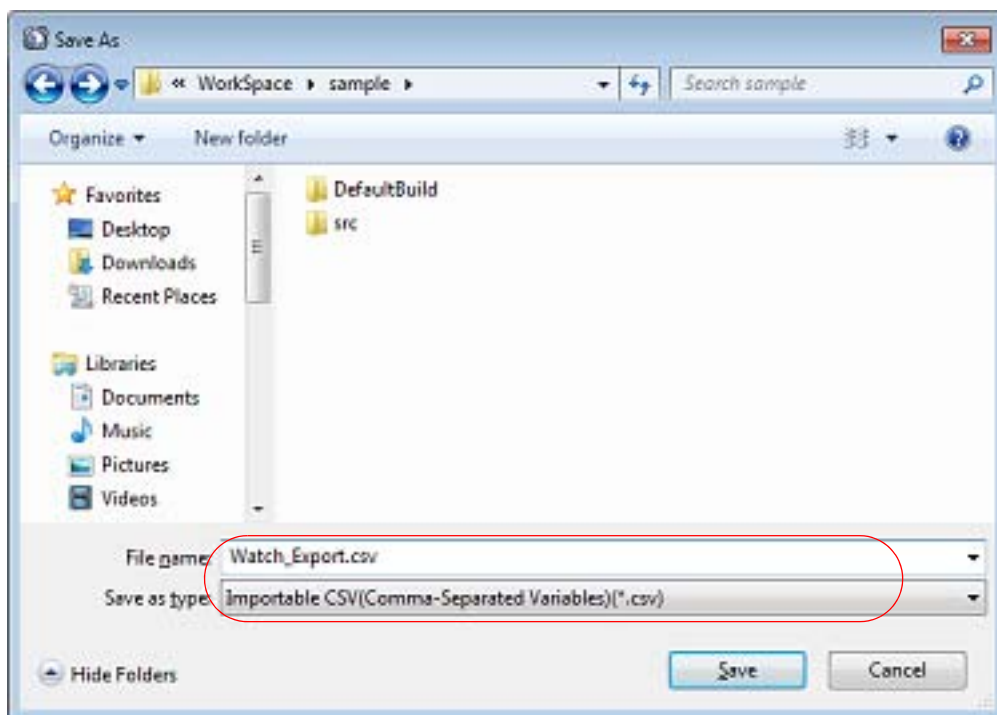 Save As
« WorkSpace sample
Search sample
Organize
New folder
Favorites
Desktop
Downloads
Recent Places
Libraries
Documents
Music
Pictures
Videos
DefaultBuild
src
File name: Watch_Export.csv
Save as type: Importable CSV(Comma-Separated Variables)(*.csv)
Hide Folders
Save
Cancel